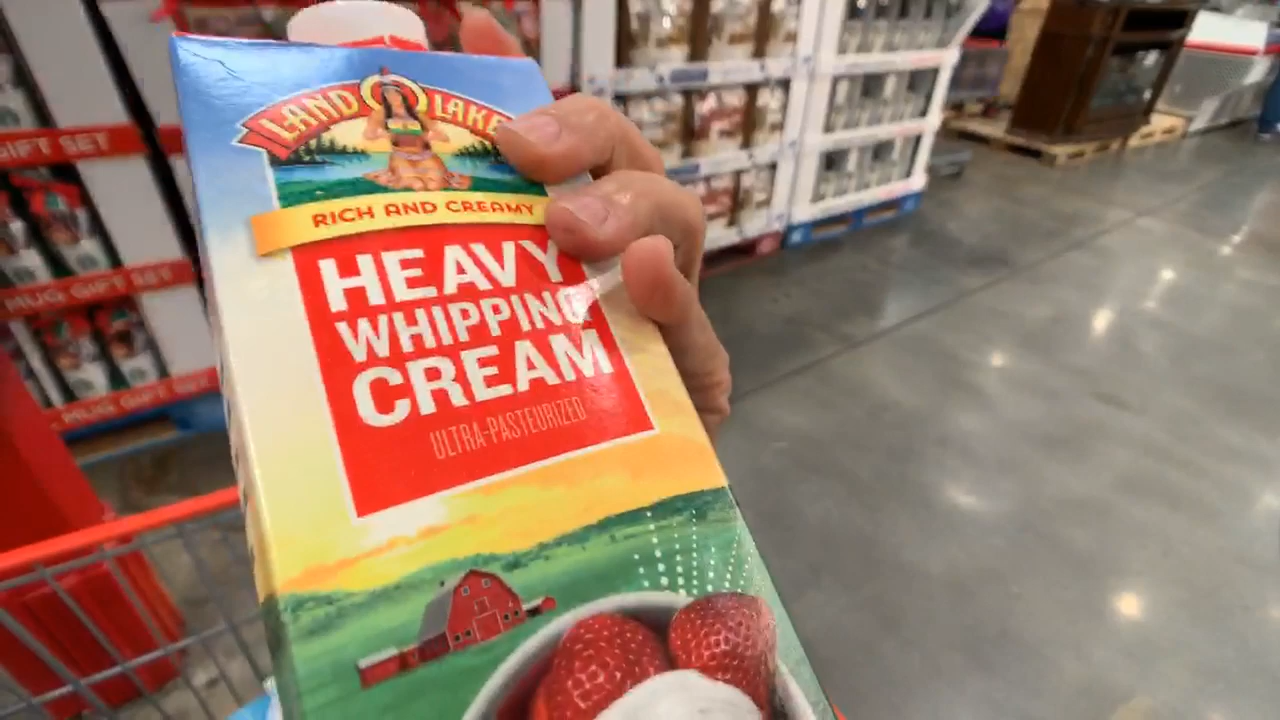 LAND O LAKES
RICH AND CREAMY
HEAVY
WHIPPING
CREAM
ULTRA-PASTEURIZED
GIFT SET
MUG GIFT SET
MUG GIFT SET